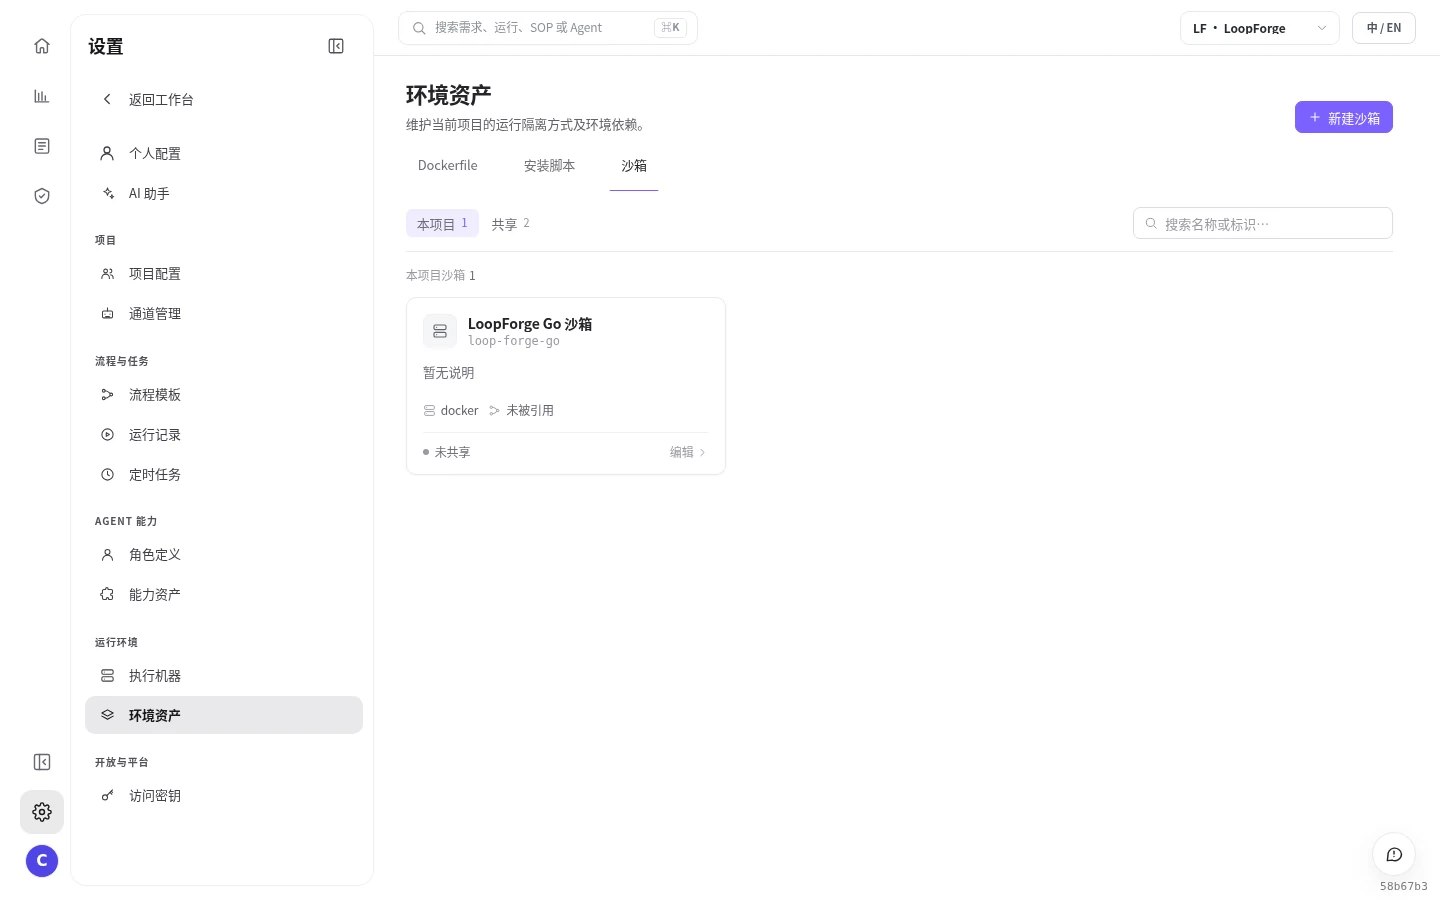 设置
返回工作台
个人配置
AI 助手
项目
项目配置
通道管理
流程与任务
流程模板
运行记录
定时任务
AGENT 能力
角色定义
能力资产
运行环境
执行机器
环境资产
开放与平台
访问密钥
C
搜索需求、运行、SOP 或 Agent
⌘K
LF · LoopForge
中 / EN
环境资产
维护当前项目的运行隔离方式及环境依赖。
新建沙箱
Dockerfile
安装脚本
沙箱
本项目 1
共享 2
搜索名称或标识…
本项目沙箱 1
LoopForge Go 沙箱
loop-forge-go
暂无说明
docker
未被引用
未共享
编辑
58b67b3